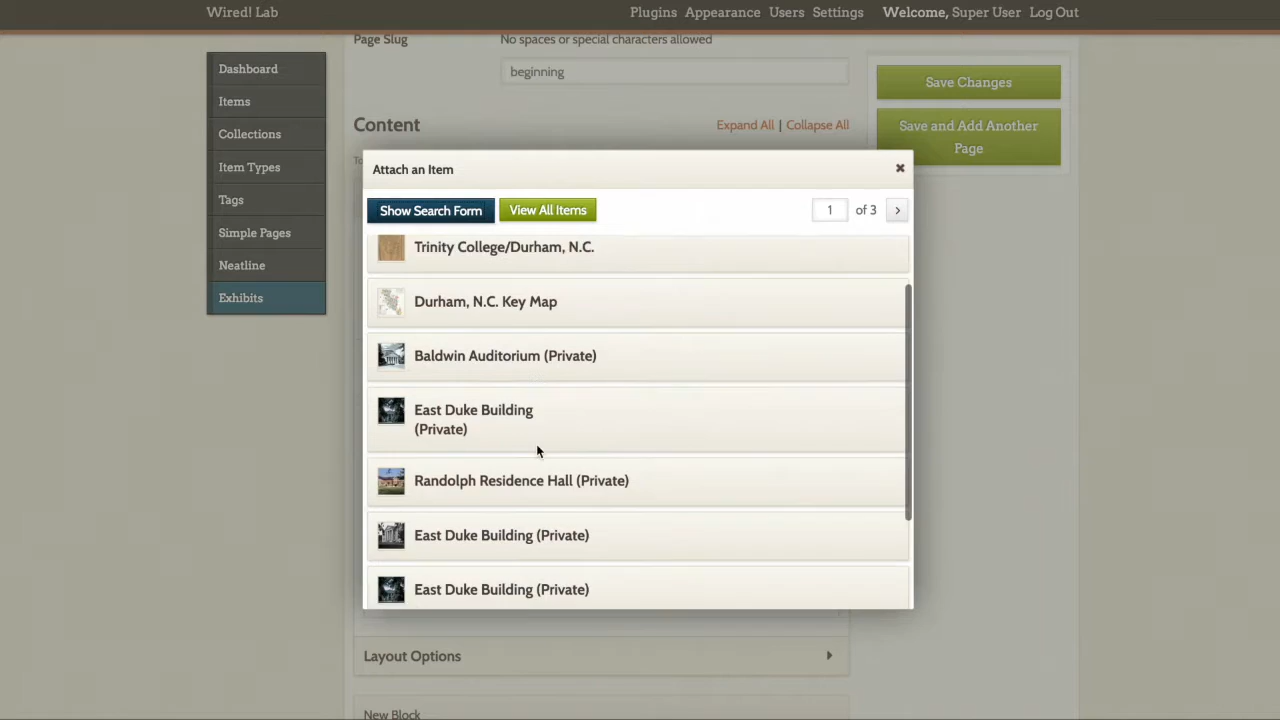 Wired! Lab
Plugins Appearance Users Settings Welcome, Super User Log Out
Dashboard
Items
Collections
Item Types
Tags
Simple Pages
Neatline
Exhibits
Page Slug
No spaces or special characters allowed
beginning
Content
Expand All | Collapse All
To
Save Changes
Save and Add Another
Page
Attach an Item
Show Search Form
View All Items
1 of 3
Trinity College/Durham, N.C.
Durham, N.C. Key Map
Baldwin Auditorium (Private)
East Duke Building
(Private)
Randolph Residence Hall (Private)
East Duke Building (Private)
East Duke Building (Private)
Layout Options
New Block